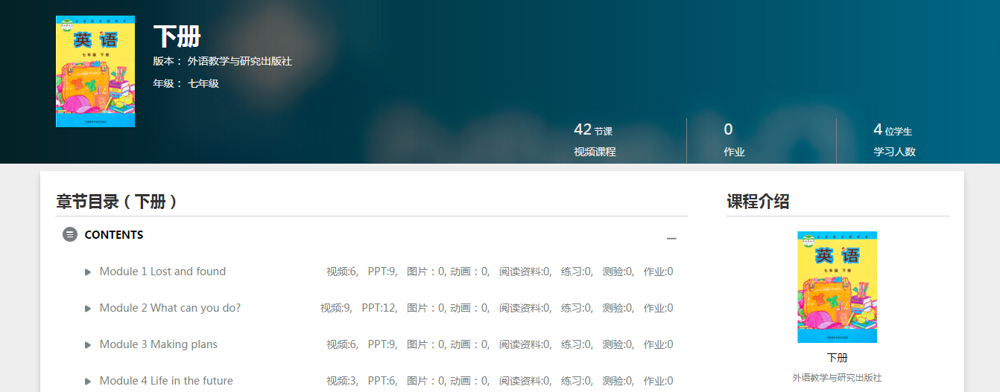 英语
七年级 下册
下册
版本： 外语教学与研究出版社
年级： 七年级
42 节课
视频课程
0
作业
4 位学生
学习人数
章节目录（下册）
CONTENTS
Module 1 Lost and found 视频:6, PPT:9, 图片：0, 动画：0, 阅读资料:0, 练习:0, 测验:0, 作业:0
Module 2 What can you do? 视频:9, PPT:12, 图片：0, 动画：0, 阅读资料:0, 练习:0, 测验:0, 作业:0
Module 3 Making plans 视频:6, PPT:9, 图片：0, 动画：0, 阅读资料:0, 练习:0, 测验:0, 作业:0
Module 4 Life in the future 视频:3, PPT:6, 图片：0, 动画：0, 阅读资料:0, 练习:0, 测验:0, 作业:0
课程介绍
英语
七年级 下册
下册
外语教学与研究出版社